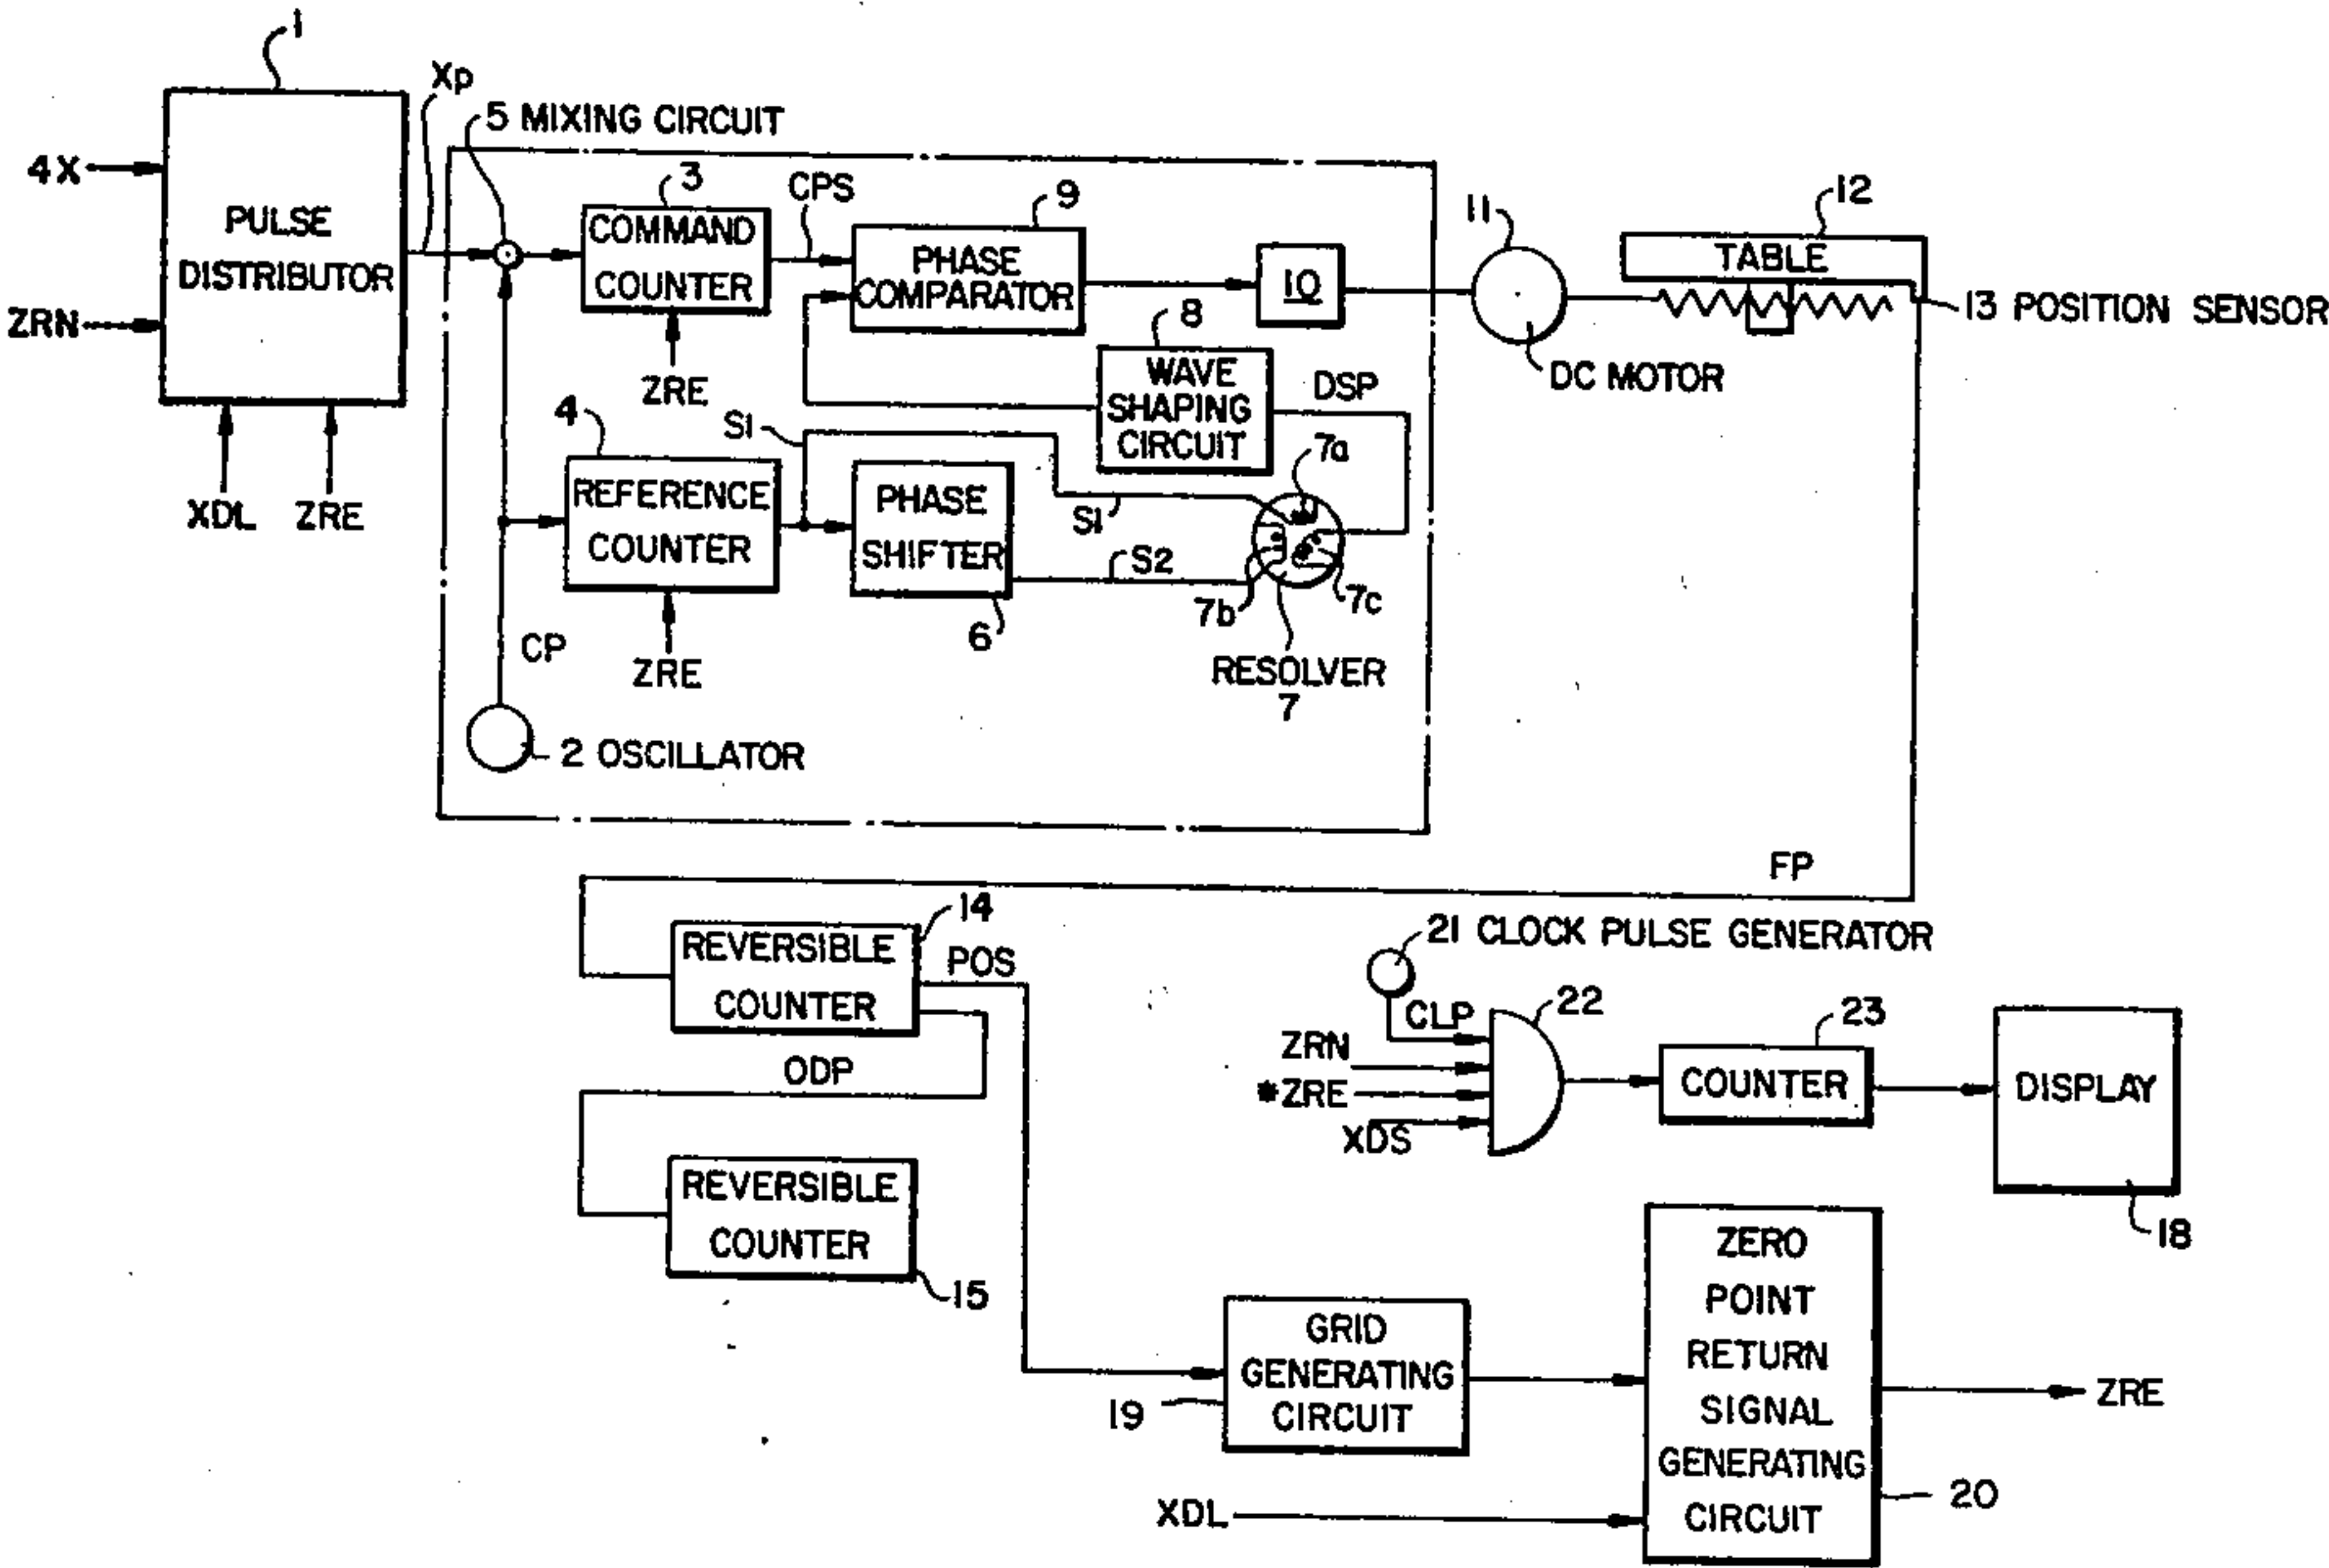 1
Xp
5 MIXING CIRCUIT
4X
PULSE
DISTRIBUTOR
ZRN
XDL
ZRE
3
COMMAND
COUNTER
CPS
ZRE
9
PHASE
COMPARATOR
10
11
DC MOTOR
12
TABLE
13 POSITION SENSOR
8
WAVE
SHAPING
CIRCUIT
DSP
4
REFERENCE
COUNTER
ZRE
S1
PHASE
SHIFTER
6
S1
S2
7a
7b
7c
RESOLVER
7
CP
2 OSCILLATOR
FP
14
REVERSIBLE
COUNTER
POS
ODP
REVERSIBLE
COUNTER
15
21 CLOCK PULSE GENERATOR
CLP
22
ZRN
*ZRE
XDS
23
COUNTER
DISPLAY
18
GRID
GENERATING
CIRCUIT
19
ZERO
POINT
RETURN
SIGNAL
GENERATING
CIRCUIT
ZRE
20
XDL